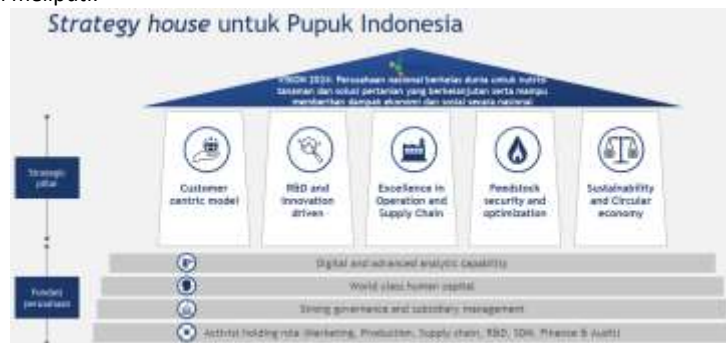 meliputi:
Strategy house untuk Pupuk Indonesia
VISION 2024: Perusahaan nasional berkelas dunia untuk nutrisi
tanaman dan solusi pertanian yang berkelanjutan serta mampu
memberikan dampak ekonomi dan sosial secara nasional
Strategic
pillar
Customer
centric model
R&D and
Innovation
driven
Excellence in
Operation and
Supply Chain
Feedstock
security and
optimization
Sustainability
and Circular
economy
Fondasi
perusahaan
Digital and advanced analytic capability
World class human capital
Strong governance and subsidiary management
Activist holding role (Marketing, Production, Supply chain, R&D, SDM, Finance & Audit)